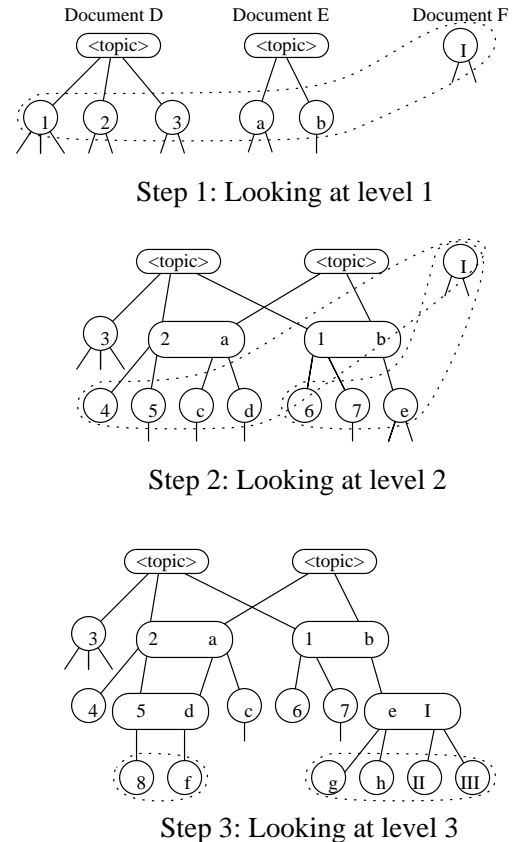 Document D Document E Document F
<topic> <topic> I
1 2 3 a b
Step 1: Looking at level 1
<topic> <topic> I
3 2 a 1 b
4 5 c d 6 7 e
Step 2: Looking at level 2
<topic> <topic>
3 2 a 1 b
4 5 d c 6 7 e I
8 f g h II III
Step 3: Looking at level 3